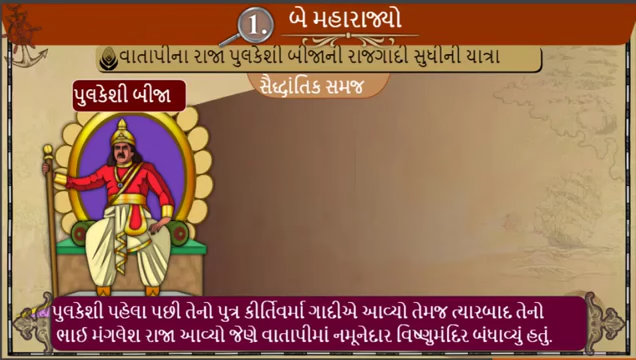 1. બે મહારાજ્યો
વાતાપીના રાજા પુલકેશી બીજાની રાજગાદી સુધીની યાત્રા
સૈદ્ધાંતિક સમજ
પુલકેશી બીજા
પુલકેશી પહેલા પછી તેનો પુત્ર કીર્તિવર્મા ગાદીએ આવ્યો તેમજ ત્યારબાદ તેનો
ભાઈ મંગલેશ રાજા આવ્યો જેણે વાતાપીમાં નમૂનેદાર વિષ્ણુમંદિર બંધાવ્યું હતું.